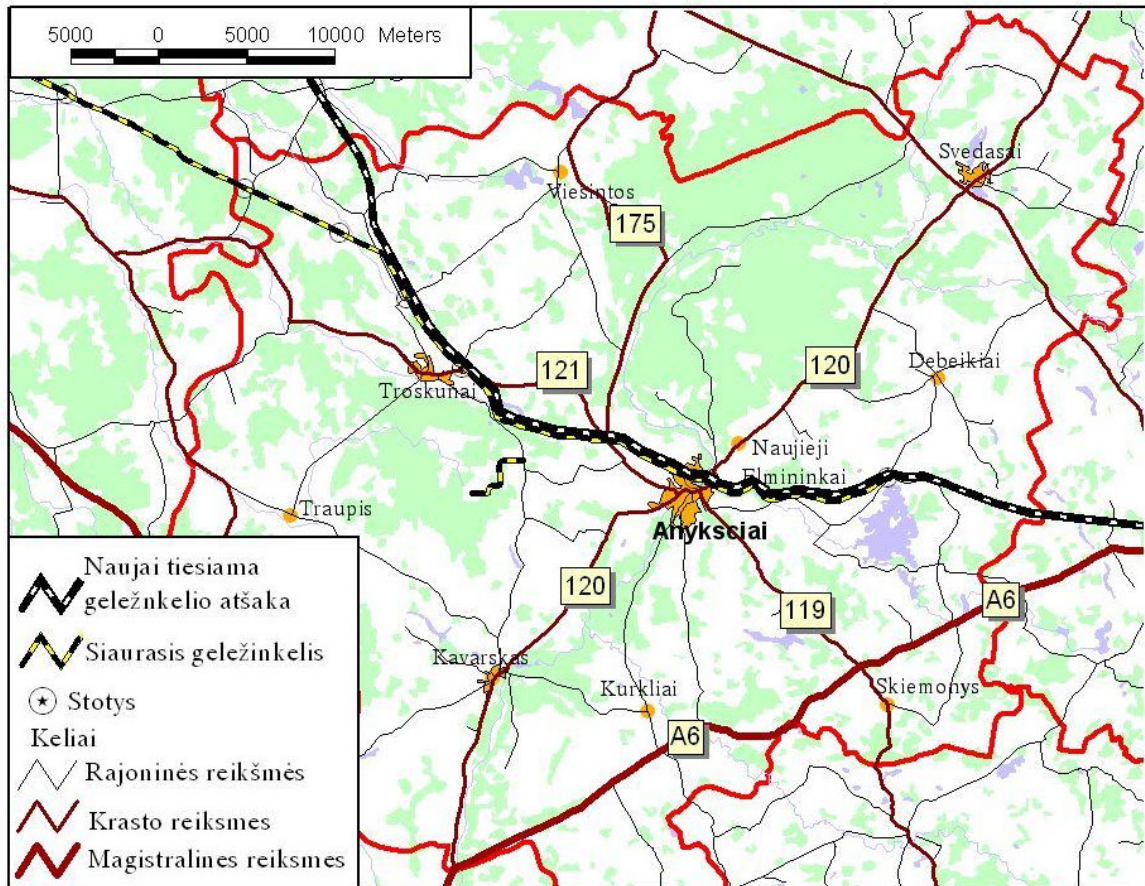 5000 0 5000 10000 Meters
Svedasai
Viesintos
175
120
Debeikiai
121
Troskunai
Naujieji
Elmininkai
Traupis
Anyksciai
120
119
A6
Kavarskas
Kurkliai
Skiemonys
A6
Naujai tiesiama
geležnkelio atšaka
Siaurasis geležinkelis
Stotys
Keliai
Rajoninės reikšmės
Krasto reiksmes
Magistralines reiksmes